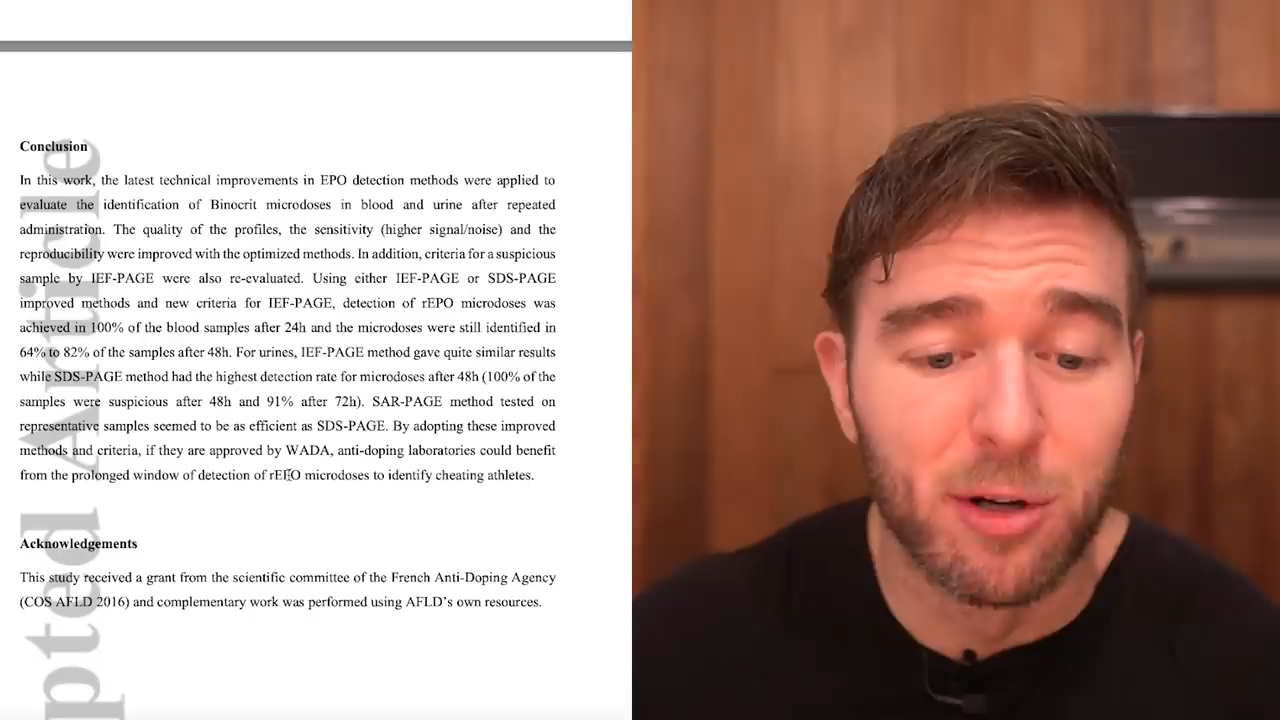 Conclusion
In this work, the latest technical improvements in EPO detection methods were applied to
evaluate the identification of Binocrit microdoses in blood and urine after repeated
administration. The quality of the profiles, the sensitivity (higher signal/noise) and the
reproducibility were improved with the optimized methods. In addition, criteria for a suspicious
sample by IEF-PAGE were also re-evaluated. Using either IEF-PAGE or SDS-PAGE
improved methods and new criteria for IEF-PAGE, detection of rEPO microdoses was
achieved in 100% of the blood samples after 24h and the microdoses were still identified in
64% to 82% of the samples after 48h. For urines, IEF-PAGE method gave quite similar results
while SDS-PAGE method had the highest detection rate for microdoses after 48h (100% of the
samples were suspicious after 48h and 91% after 72h). SAR-PAGE method tested on
representative samples seemed to be as efficient as SDS-PAGE. By adopting these improved
methods and criteria, if they are approved by WADA, anti-doping laboratories could benefit
from the prolonged window of detection of rEPO microdoses to identify cheating athletes.
Acknowledgements
This study received a grant from the scientific committee of the French Anti-Doping Agency
(COS AFLD 2016) and complementary work was performed using AFLD's own resources.
pted Article